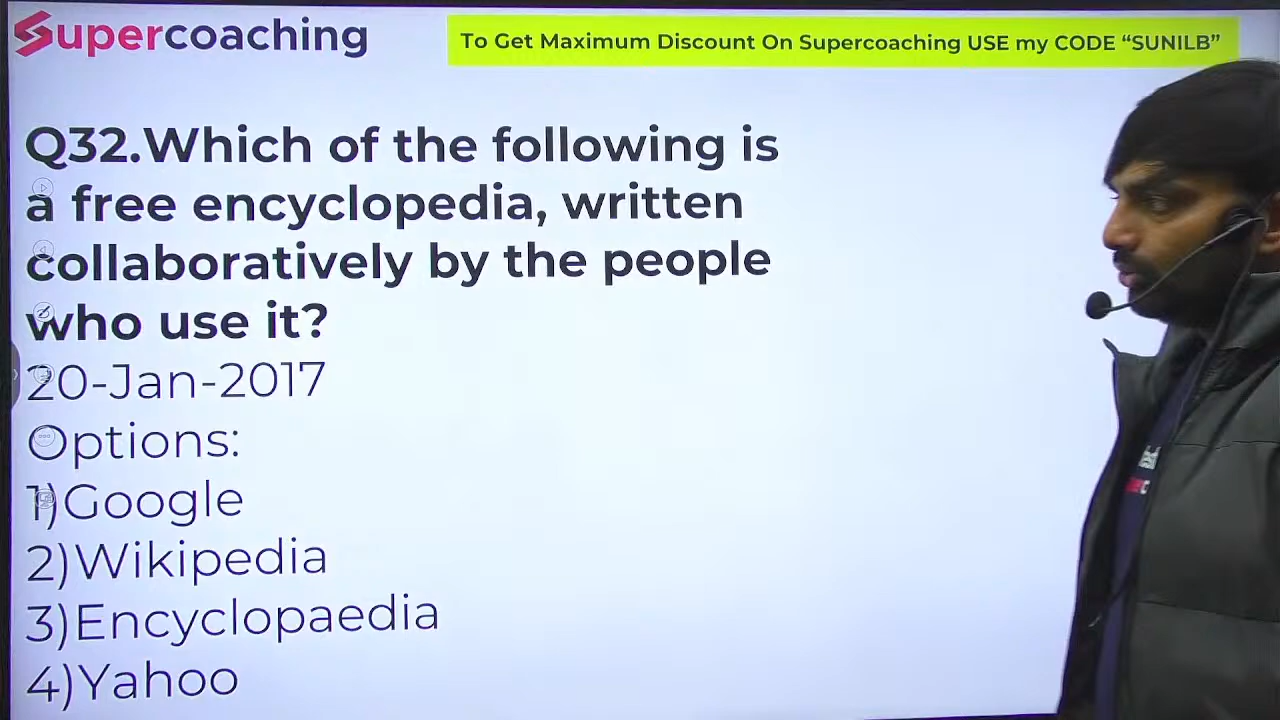 Supercoaching
To Get Maximum Discount On Supercoaching USE my CODE “SUNILB”
Q32.Which of the following is
a free encyclopedia, written
collaboratively by the people
who use it?
20-Jan-2017
Options:
1)Google
2)Wikipedia
3)Encyclopaedia
4)Yahoo